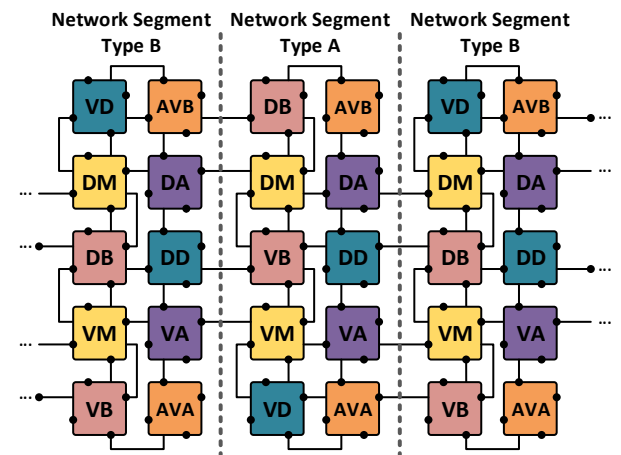 Network Segment Network Segment Network Segment
Type B Type A Type B
VD AVB DB AVB VD AVB
DM DA DM DA DM DA
... ...
... DB DD VB DD DB DD ...
... VM VA VM VA VM VA ...
...
... VB AVA VD AVA VB AVA